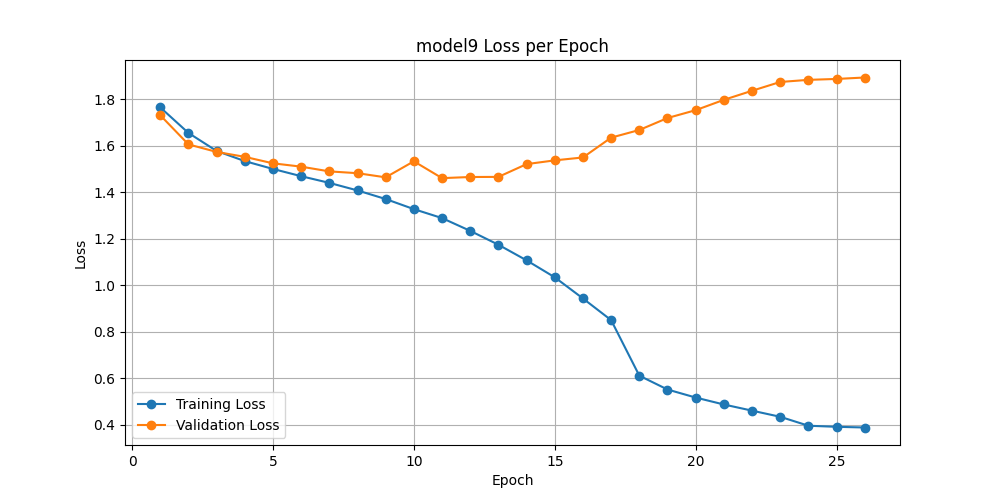 model9 Loss per Epoch
1.8
1.6
1.4
1.2
1.0
0.8
0.6
0.4
Loss
Training Loss
Validation Loss
0 5 10 15 20 25
Epoch